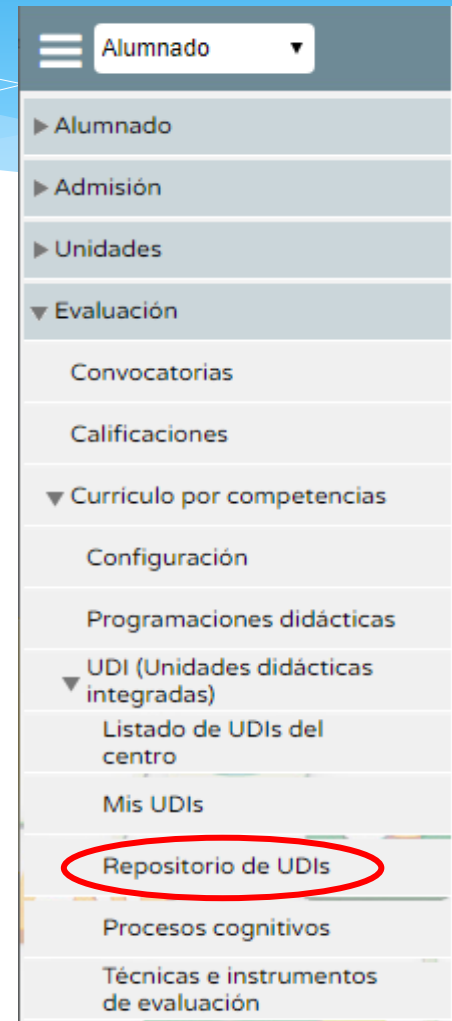 Alumnado
Alumnado
Admisión
Unidades
Evaluación
Convocatorias
Calificaciones
Currículo por competencias
Configuración
Programaciones didácticas
UDI (Unidades didácticas
integradas)
Listado de UDIs del
centro
Mis UDIs
Repositorio de UDIs
Procesos cognitivos
Técnicas e instrumentos
de evaluación